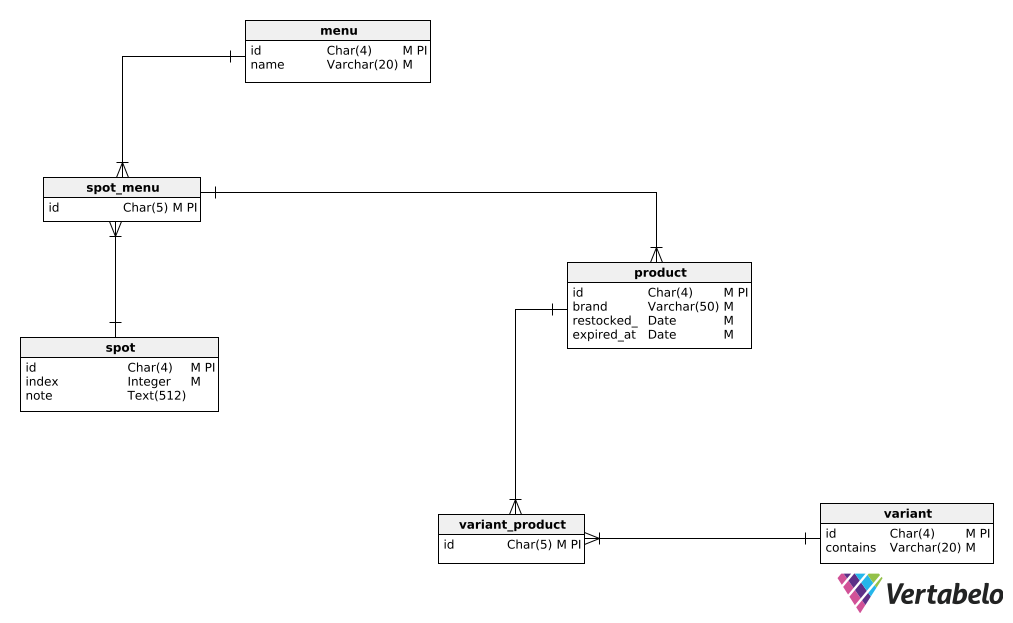 menu
id Char(4) M PI
name Varchar(20) M
spot_menu
id Char(5) M PI
product
id Char(4) M PI
brand Varchar(50) M
restocked_ Date M
expired_at Date M
spot
id Char(4) M PI
index Integer M
note Text(512)
variant_product
id Char(5) M PI
variant
id Char(4) M PI
contains Varchar(20) M
Vertabelo